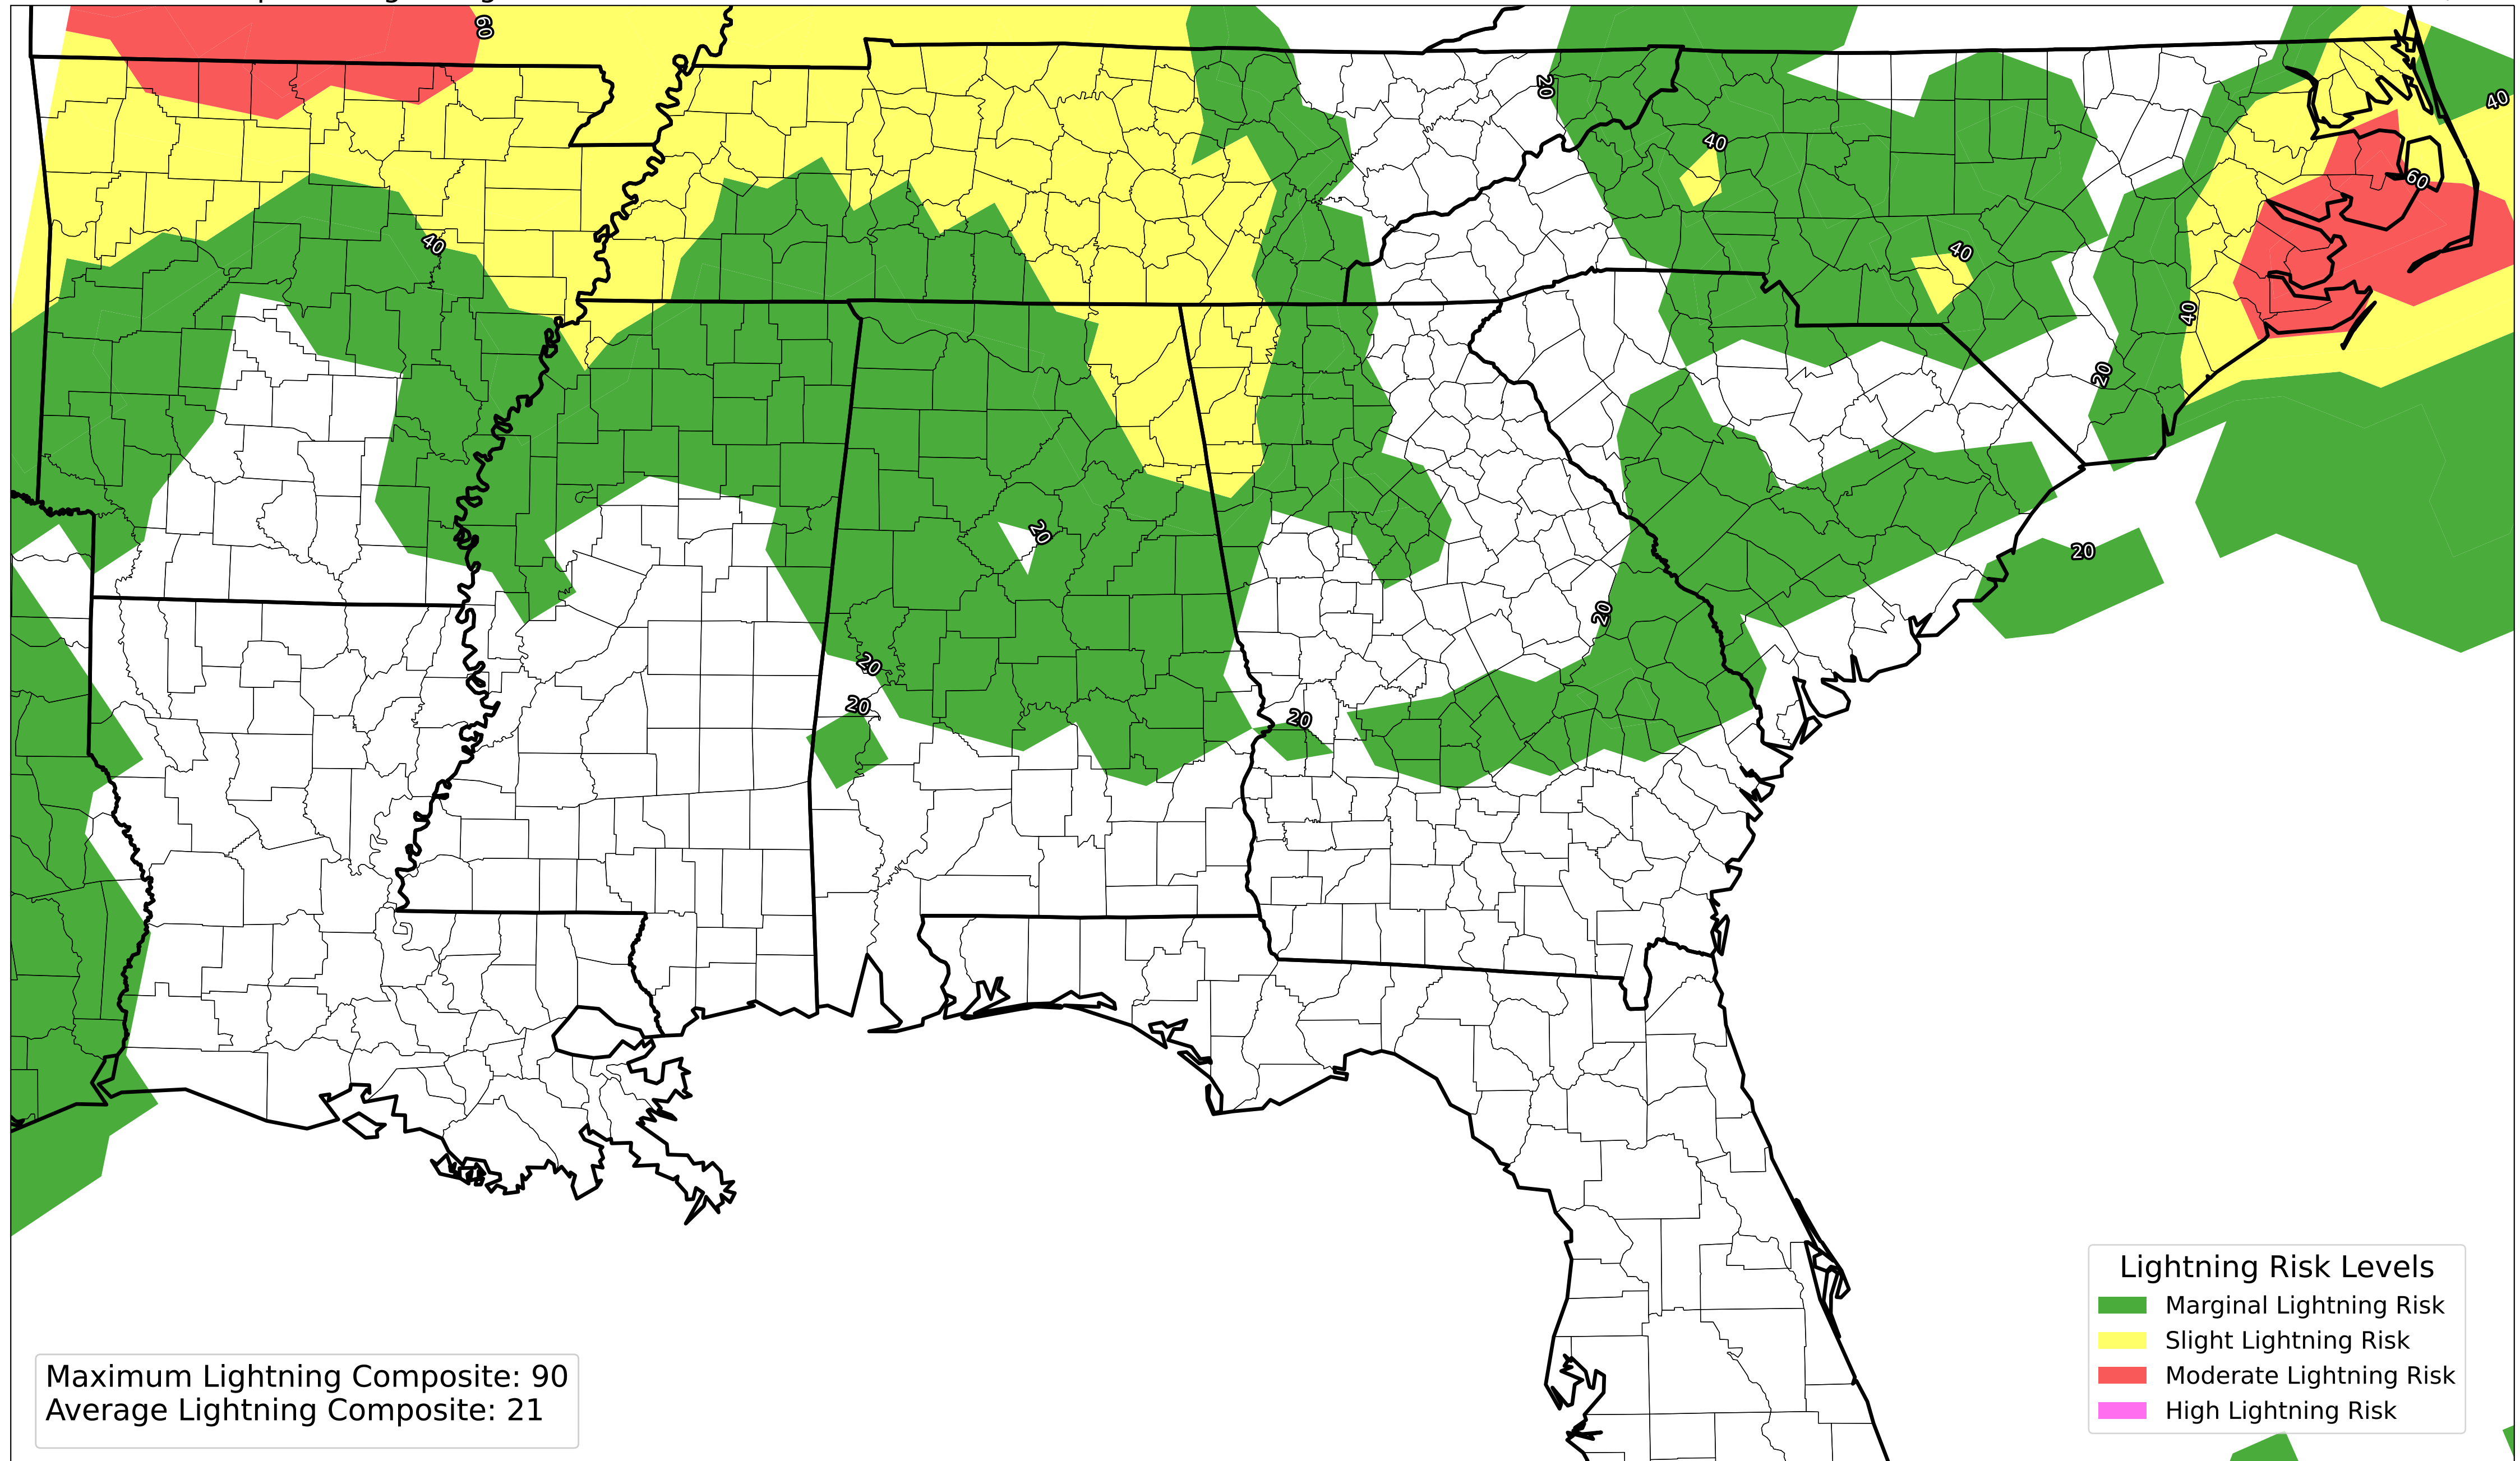 60
20
40
40
60
40
40
40
20
20
20
20
20
20
20
Lightning Risk Levels
Marginal Lightning Risk
Slight Lightning Risk
Moderate Lightning Risk
High Lightning Risk
Maximum Lightning Composite: 90
Average Lightning Composite: 21